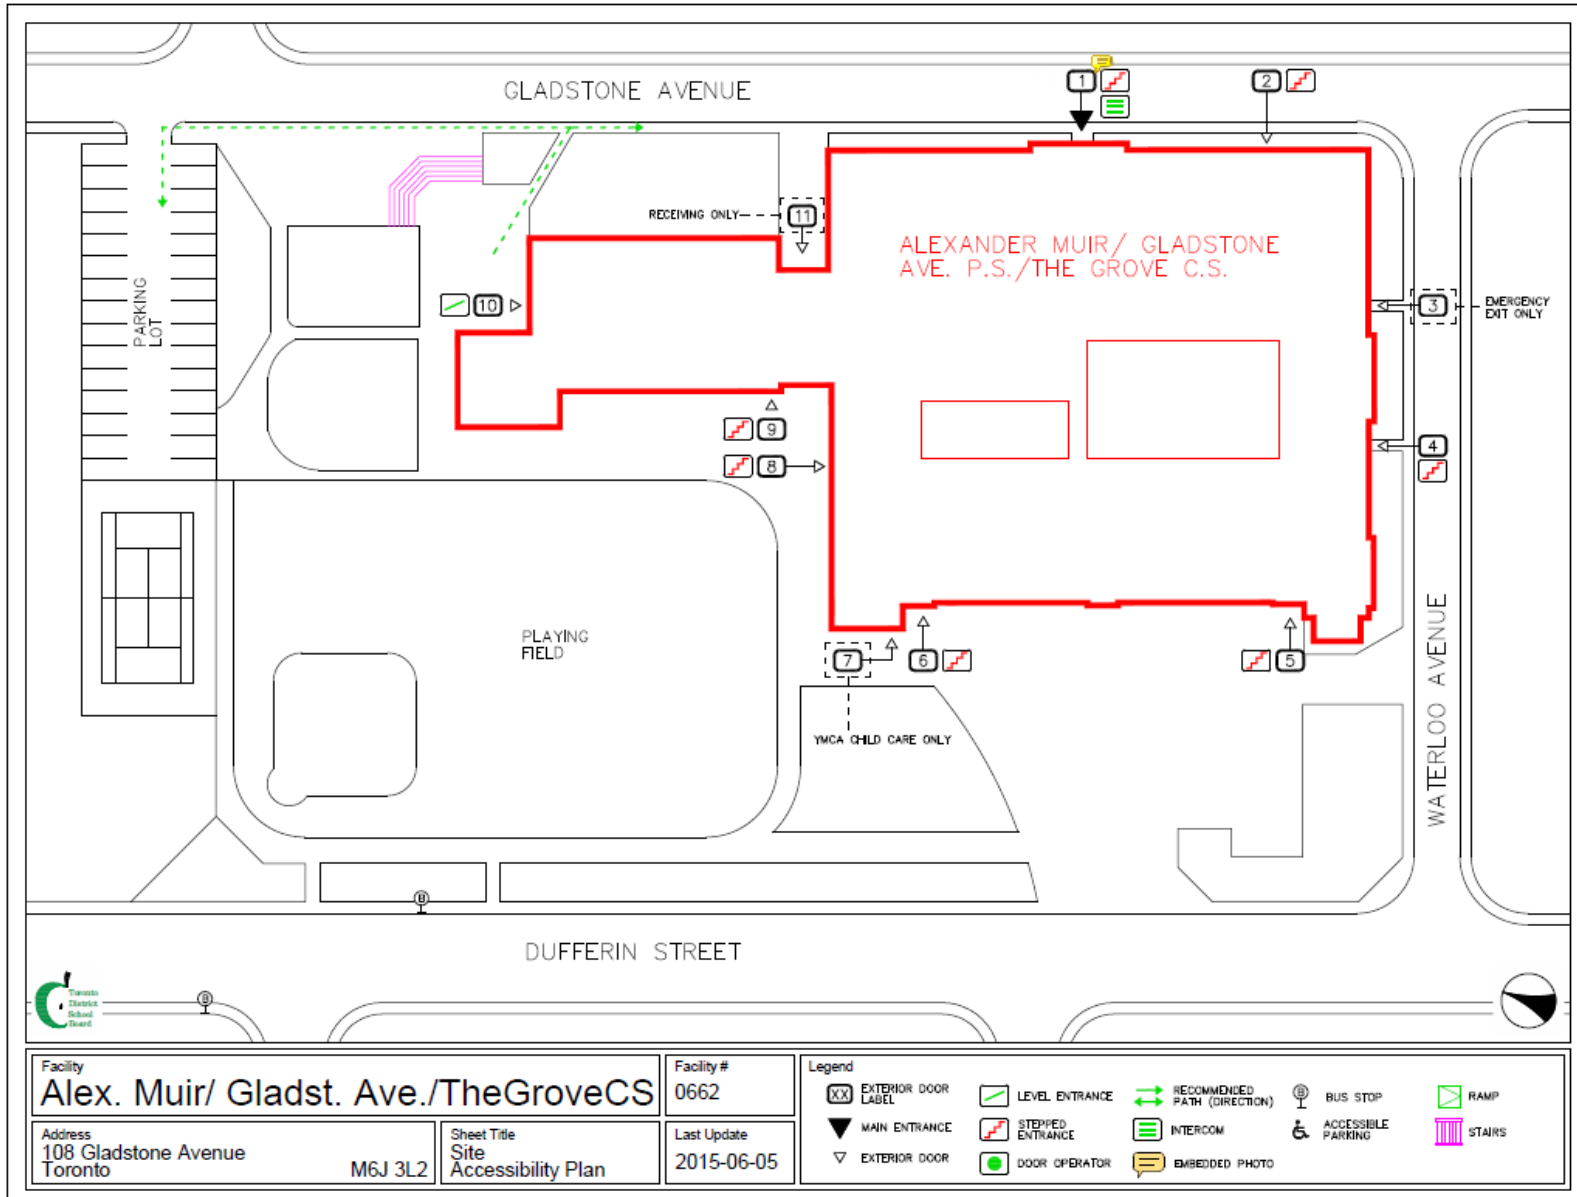 GLADSTONE AVENUE
1
2
RECEIVING ONLY
11
ALEXANDER MUIR/ GLADSTONE
AVE. P.S./THE GROVE C.S.
PARKING
LOT
10
3
EMERGENCY
EXIT ONLY
9
8
4
PLAYING
FIELD
7
6
5
YMCA CHILD CARE ONLY
WATERLOO AVENUE
B
DUFFERIN STREET
B
Toronto
District
School
Board
Facility
Alex. Muir/ Gladst. Ave./TheGroveCS
Facility #
0662
Address
108 Gladstone Avenue
Toronto M6J 3L2
Sheet Title
Site
Accessibility Plan
Last Update
2015-06-05
Legend
XX EXTERIOR DOOR
LABEL
MAIN ENTRANCE
EXTERIOR DOOR
LEVEL ENTRANCE
STEPPED
ENTRANCE
DOOR OPERATOR
RECOMMENDED
PATH (DIRECTION)
INTERCOM
EMBEDDED PHOTO
B BUS STOP
ACCESSIBLE
PARKING
RAMP
STAIRS